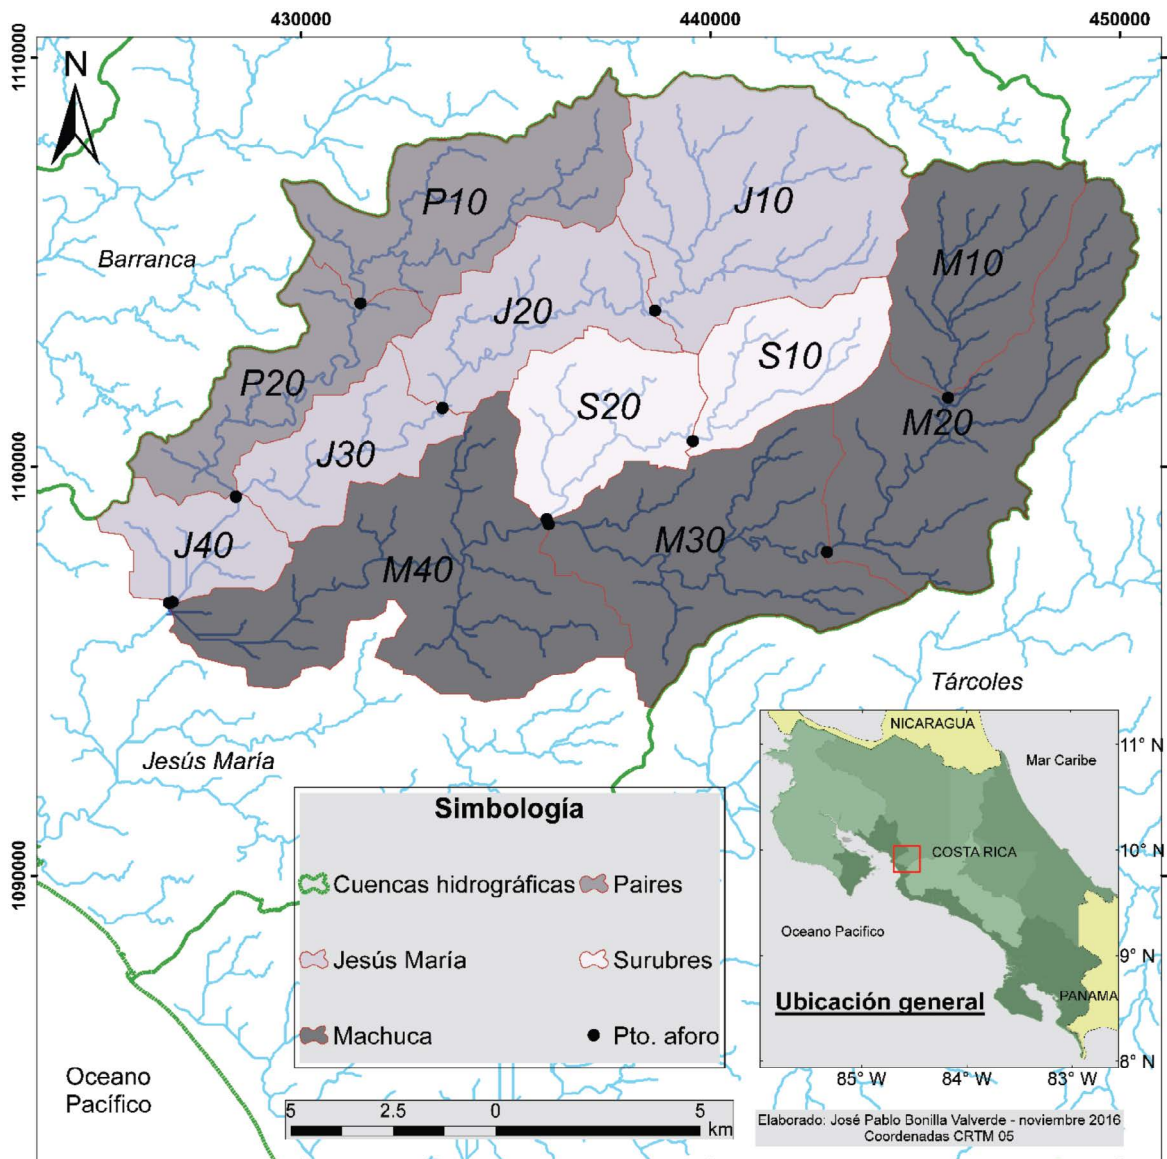 430000
440000
450000
1110000
N
P10
J10
Barranca
M10
J20
S10
P20
S20
M20
J30
1100000
J40
M30
M40
Tárcoles
Jesús María
NICARAGUA
11° N
Mar Caribe
Simbología
10° N
COSTA RICA
1090000
Cuencas hidrográficas
Paires
Oceano Pacifico
Jesús María
Surubres
9° N
Ubicación general
PANAMA
Machuca
Pto. aforo
8° N
85° W
84° W
83° W
Oceano
Pacífico
5
2.5
0
5
km
Elaborado: José Pablo Bonilla Valverde - noviembre 2016
Coordenadas CRTM 05